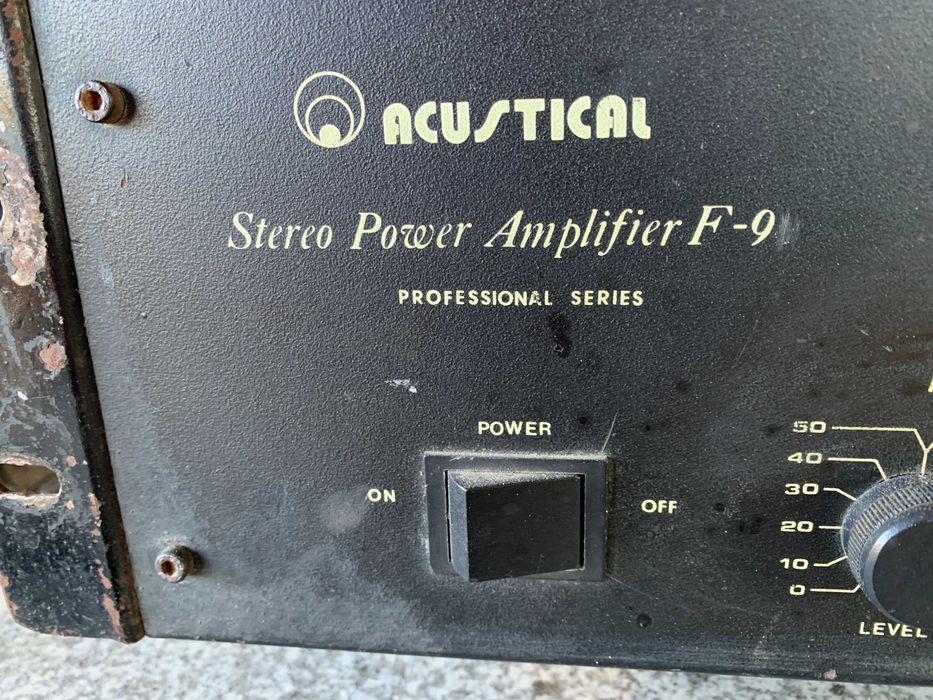 ACUSTICAL
Stereo Power Amplifier F-9
PROFESSIONAL SERIES
POWER
ON
OFF
50
40
30
20
10
0
LEVEL